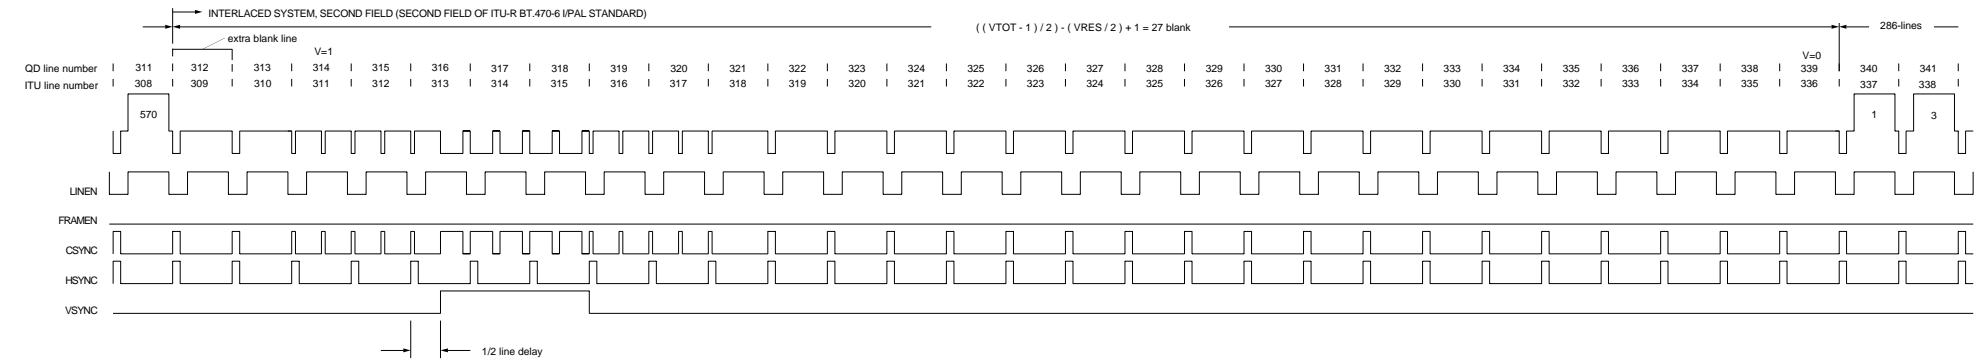 INTERLACED SYSTEM, SECOND FIELD (SECOND FIELD OF ITU-R BT.470-6 I/PAL STANDARD)
( ( VTOT - 1 ) / 2 ) - ( VRES / 2 ) + 1 = 27 blank
286-lines
extra blank line
V=1
V=0
QD line number 311 312 313 314 315 316 317 318 319 320 321 322 323 324 325 326 327 328 329 330 331 332 333 334 335 336 337 338 339 340 341
ITU line number 308 309 310 311 312 313 314 315 316 317 318 319 320 321 322 323 324 325 326 327 328 329 330 331 332 333 334 335 336 337 338
570
1
3
LINEN
FRAMEN
CSYNC
HSYNC
VSYNC
1/2 line delay